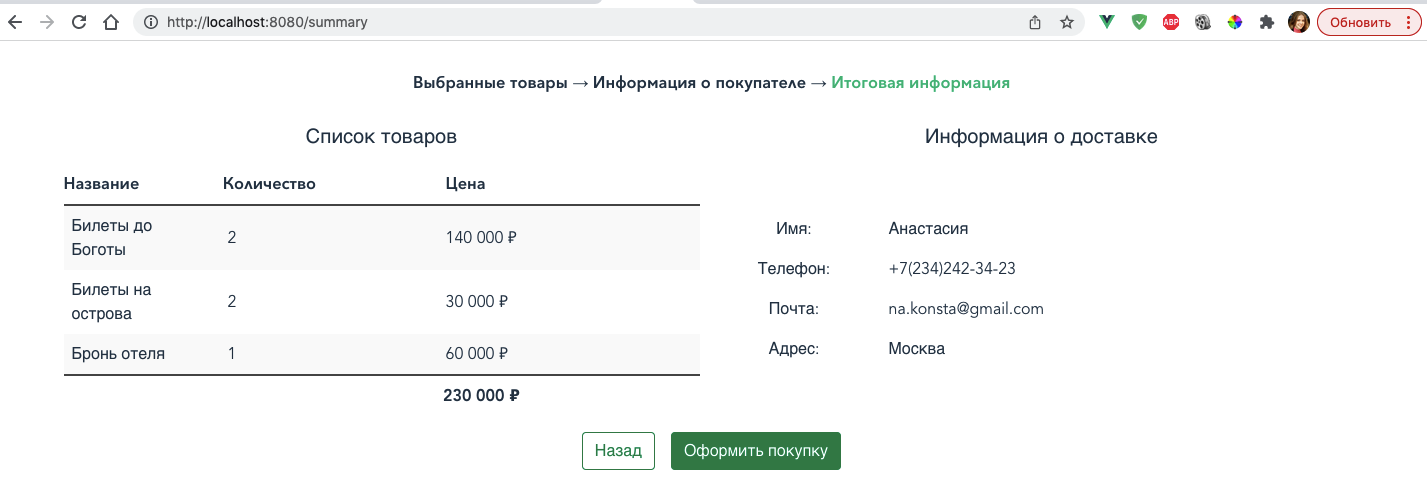 http://localhost:8080/summary
ABP
Обновить
Выбранные товары → Информация о покупателе → Итоговая информация
Список товаров
Название Количество Цена
Билеты до
Боготы
2 140 000 ₽
Билеты на
острова
2 30 000 ₽
Бронь отеля 1 60 000 ₽
230 000 ₽
Информация о доставке
Имя: Анастасия
Телефон: +7(234)242-34-23
Почта: na.konsta@gmail.com
Адрес: Москва
Назад Оформить покупку